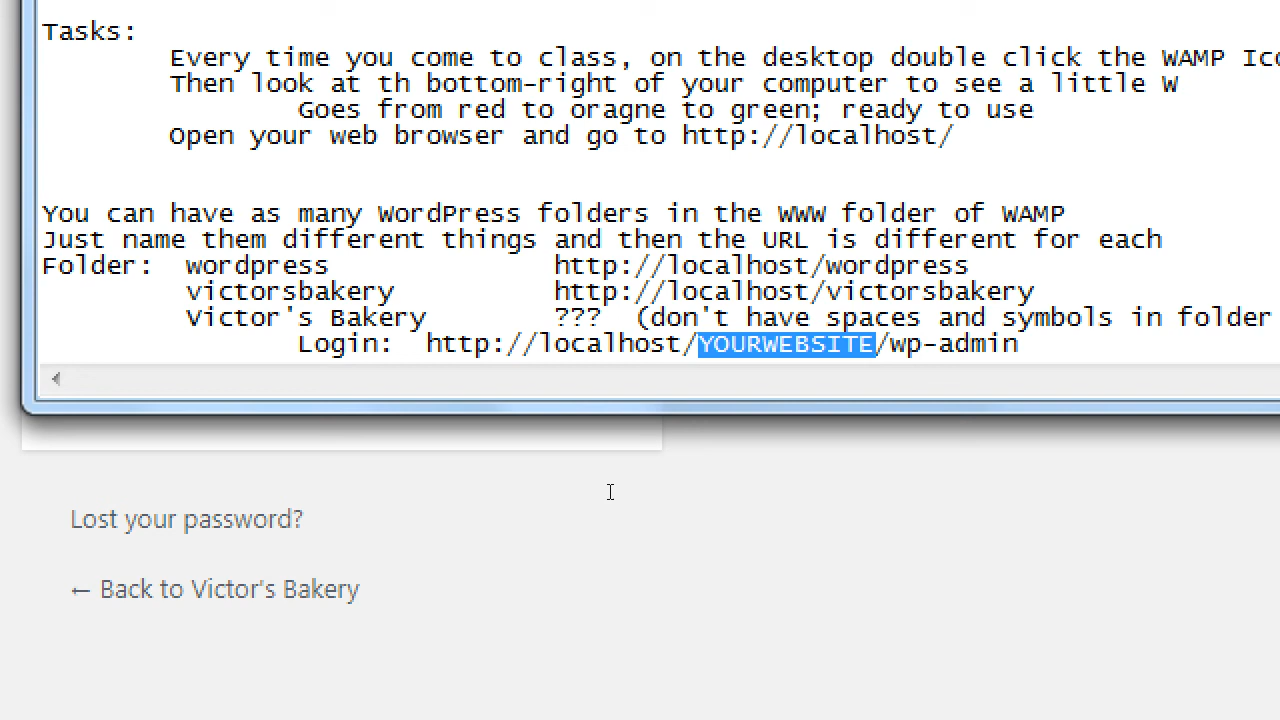 Tasks:
Every time you come to class, on the desktop double click the WAMP
Then look at th bottom-right of your computer to see a little W
Goes from red to oragne to green; ready to use
Open your web browser and go to http://localhost/
You can have as many WordPress folders in the WWW folder of WAMP
Just name them different things and then the URL is different for each
Folder: wordpress http://localhost/wordpress
victorsbakery http://localhost/victorsbakery
Victor's Bakery ??? (don't have spaces and symbols in folder
Login: http://localhost/YOURWEBSITE/wp-admin
Lost your password?
← Back to Victor's Bakery